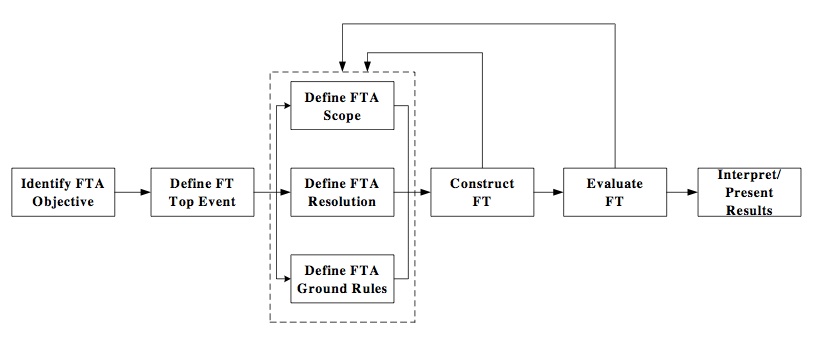 Identify FTA
Objective
Define FT
Top Event
Define FTA
Scope
Define FTA
Resolution
Define FTA
Ground Rules
Construct
FT
Evaluate
FT
Interpret/
Present
Results